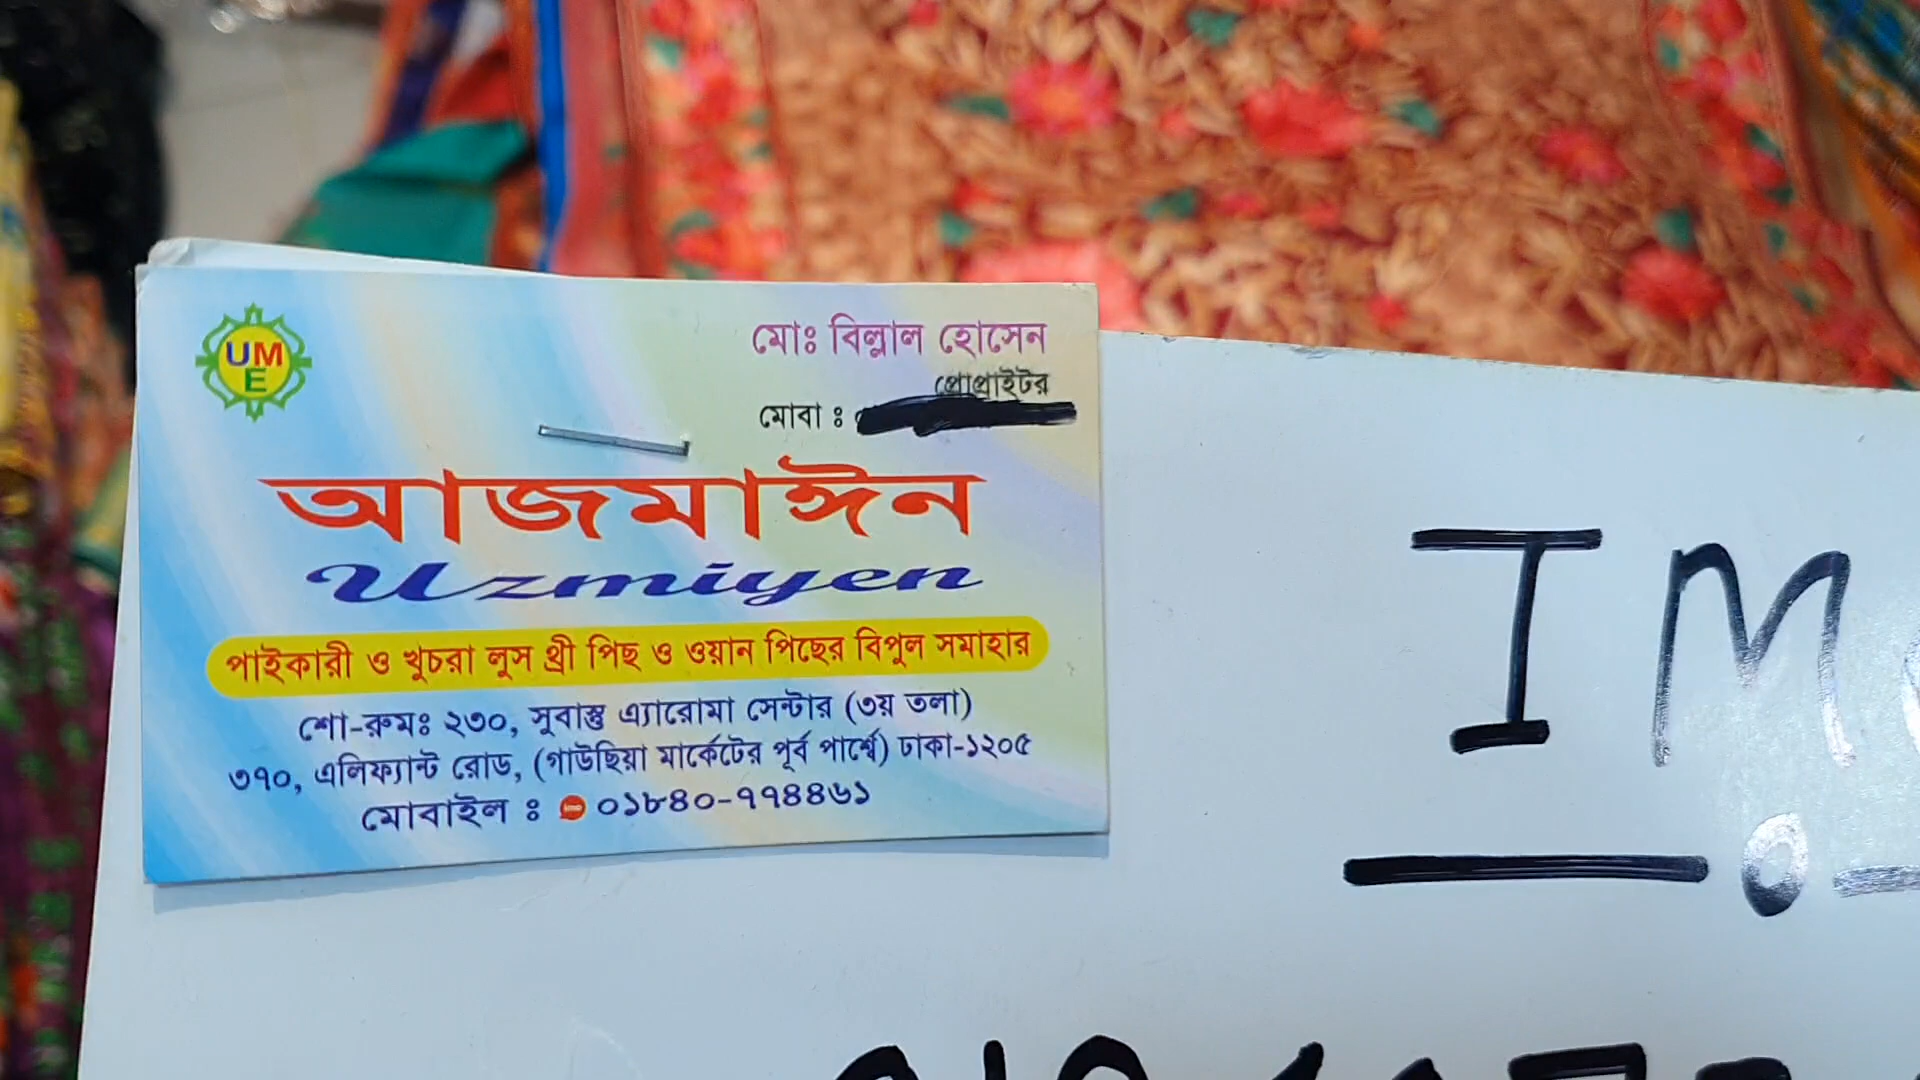 UM
E
মোঃ বিল্লাল হোসেন
প্রোপ্রাইটর
মোবা ঃ
আজমাঈন
Uzmiyen
পাইকারী ও খুচরা লুস থ্রী পিছ ও ওয়ান পিছের বিপুল সমাহার
শো-রুমঃ ২৩০, সুবাস্তু এ্যারোমা সেন্টার (৩য় তলা)
৩৭০, এলিফ্যান্ট রোড, (গাউছিয়া মার্কেটের পূর্ব পার্শ্বে) ঢাকা-১২০৫
মোবাইল ঃ imo ০১৮৪০-৭৭৪৪৬১
IM